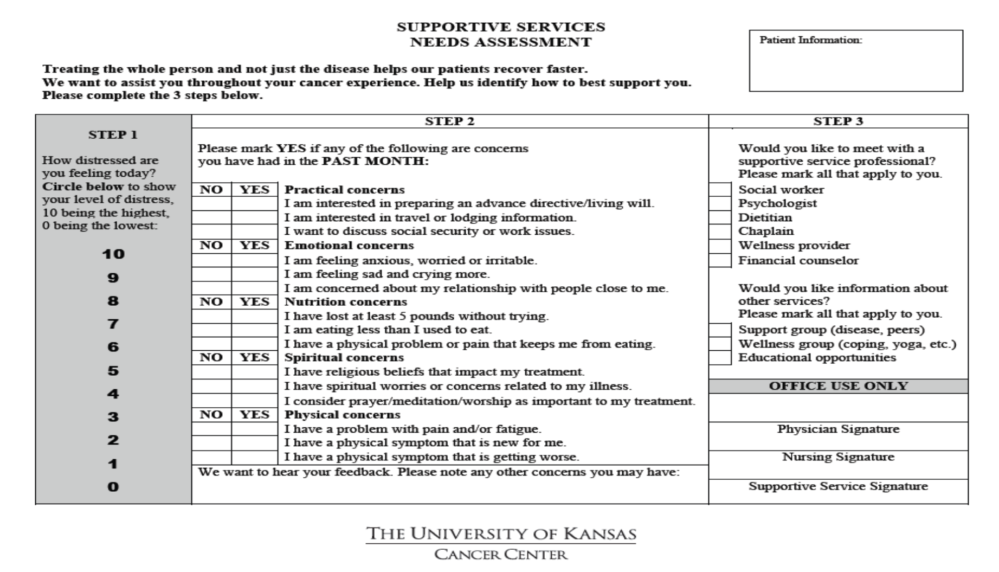 SUPPORTIVE SERVICES
NEEDS ASSESSMENT
Patient Information:
Treating the whole person and not just the disease helps our patients recover faster.
We want to assist you throughout your cancer experience. Help us identify how to best support you.
Please complete the 3 steps below.
STEP 1
How distressed are
you feeling today?
Circle below to show
your level of distress,
10 being the highest,
0 being the lowest:
10
9
8
7
6
5
4
3
2
1
0
STEP 2
Please mark YES if any of the following are concerns
you have had in the PAST MONTH:
NO YES Practical concerns
I am interested in preparing an advance directive/living will.
I am interested in travel or lodging information.
I want to discuss social security or work issues.
NO YES Emotional concerns
I am feeling anxious, worried or irritable.
I am feeling sad and crying more.
I am concerned about my relationship with people close to me.
NO YES Nutrition concerns
I have lost at least 5 pounds without trying.
I am eating less than I used to eat.
I have a physical problem or pain that keeps me from eating.
NO YES Spiritual concerns
I have religious beliefs that impact my treatment.
I have spiritual worries or concerns related to my illness.
I consider prayer/meditation/worship as important to my treatment.
NO YES Physical concerns
I have a problem with pain and/or fatigue.
I have a physical symptom that is new for me.
I have a physical symptom that is getting worse.
We want to hear your feedback. Please note any other concerns you may have:
STEP 3
Would you like to meet with a
supportive service professional?
Please mark all that apply to you.
Social worker
Psychologist
Dietitian
Chaplain
Wellness provider
Financial counselor
Would you like information about
other services?
Please mark all that apply to you.
Support group (disease, peers)
Wellness group (coping, yoga, etc.)
Educational opportunities
OFFICE USE ONLY
Physician Signature
Nursing Signature
Supportive Service Signature
THE UNIVERSITY OF KANSAS
CANCER CENTER